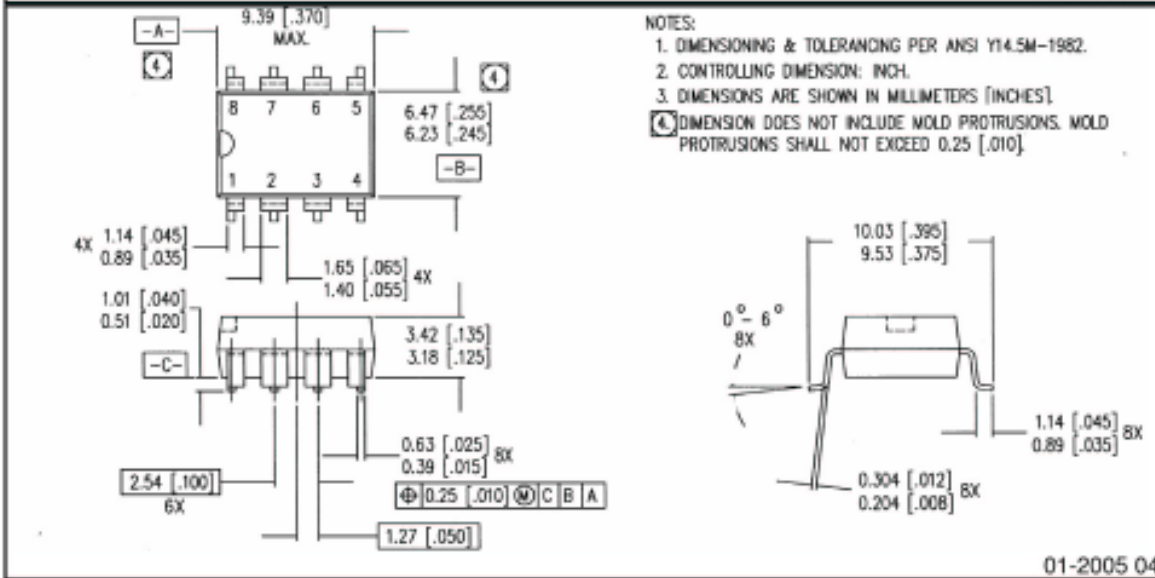 -A-
4
9.39 [.370]
MAX.
4
8 7 6 5
1 2 3 4
6.47 [.255]
6.23 [.245]
-B-
4X 1.14 [.045]
0.89 [.035]
1.65 [.065] 4X
1.40 [.055]
1.01 [.040]
0.51 [.020]
-C-
3.42 [.135]
3.18 [.125]
0.63 [.025] 8X
0.39 [.015]
2.54 [.100]
6X
⌖ 0.25 [.010] Ⓜ C B A
1.27 [.050]
NOTES:
1. DIMENSIONING & TOLERANCING PER ANSI Y14.5M-1982.
2. CONTROLLING DIMENSION: INCH.
3. DIMENSIONS ARE SHOWN IN MILLIMETERS [INCHES].
4. DIMENSION DOES NOT INCLUDE MOLD PROTRUSIONS. MOLD
PROTRUSIONS SHALL NOT EXCEED 0.25 [.010].
10.03 [.395]
9.53 [.375]
0° - 6°
8X
1.14 [.045] 8X
0.89 [.035]
0.304 [.012] 8X
0.204 [.008]
01-2005 04